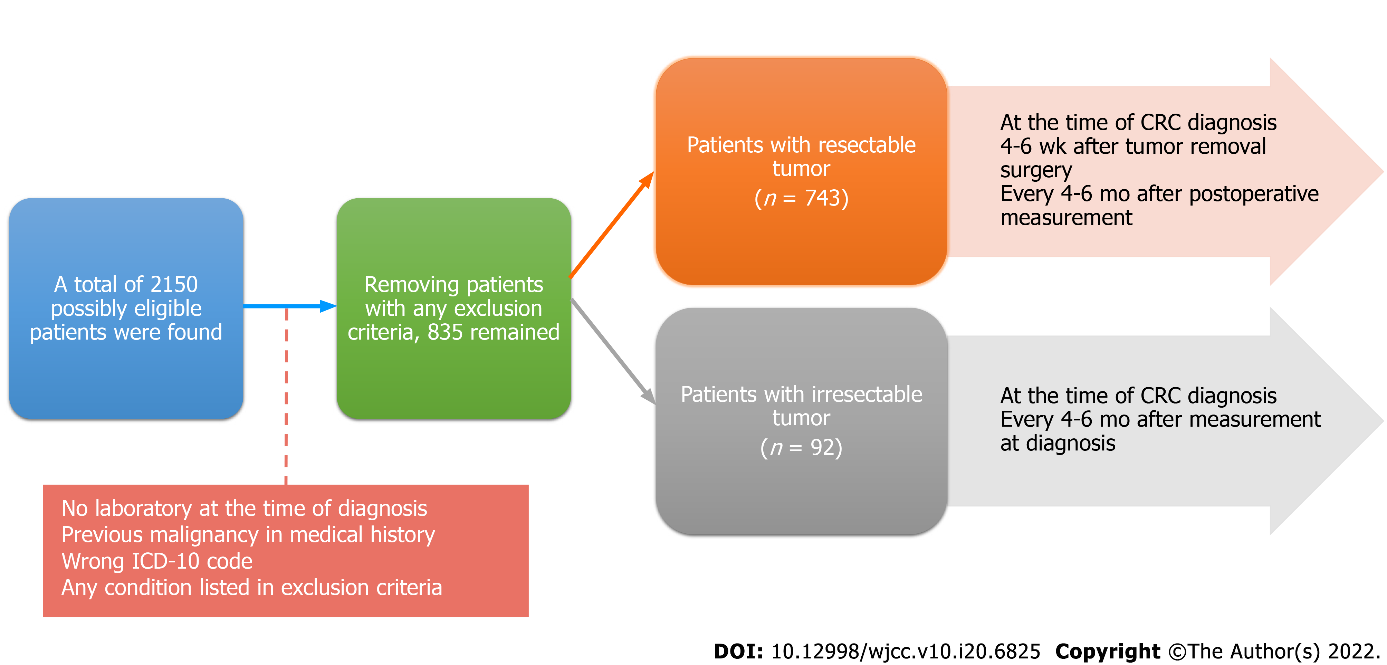 A total of 2150
possibly eligible
patients were found
Removing patients
with any exclusion
criteria, 835 remained
No laboratory at the time of diagnosis
Previous malignancy in medical history
Wrong ICD-10 code
Any condition listed in exclusion criteria
Patients with resectable
tumor
(n = 743)
At the time of CRC diagnosis
4-6 wk after tumor removal
surgery
Every 4-6 mo after postoperative
measurement
Patients with irresectable
tumor
(n = 92)
At the time of CRC diagnosis
Every 4-6 mo after measurement
at diagnosis
DOI: 10.12998/wjcc.v10.i20.6825 Copyright ©The Author(s) 2022.